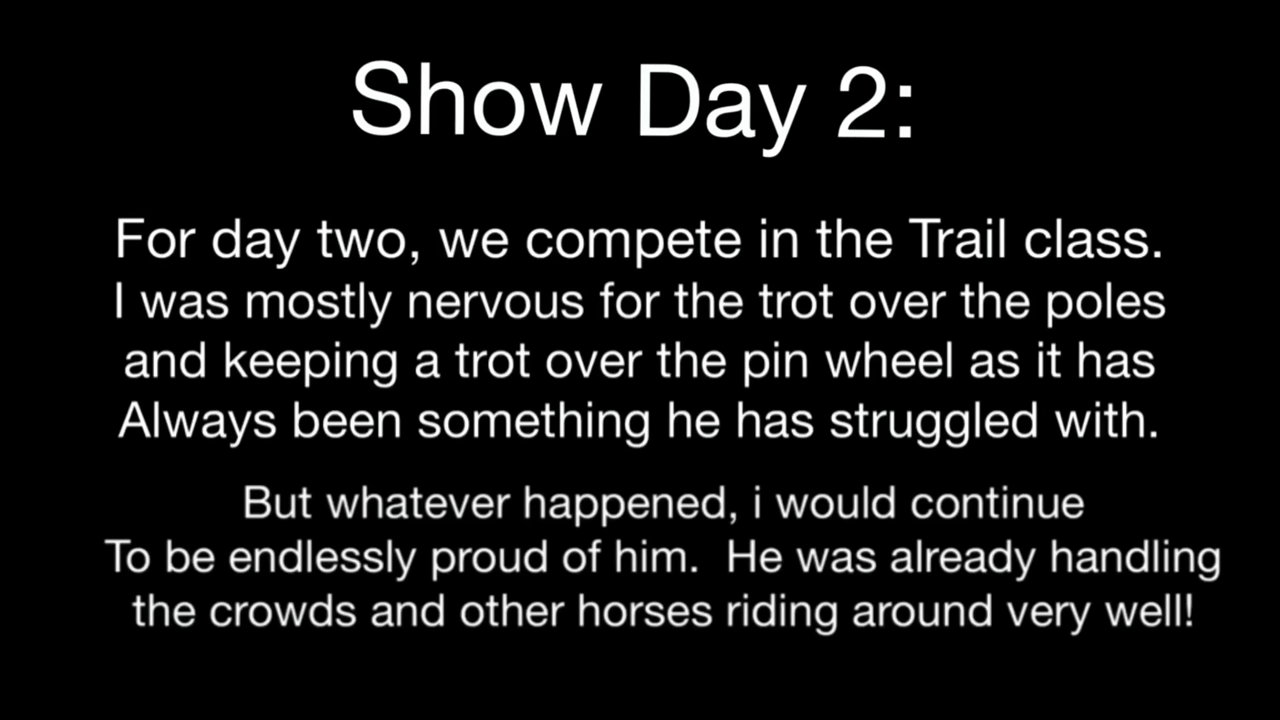 Show Day 2:
For day two, we compete in the Trail class.
I was mostly nervous for the trot over the poles
and keeping a trot over the pin wheel as it has
Always been something he has struggled with.
But whatever happened, i would continue
To be endlessly proud of him.  He was already handling
the crowds and other horses riding around very well!